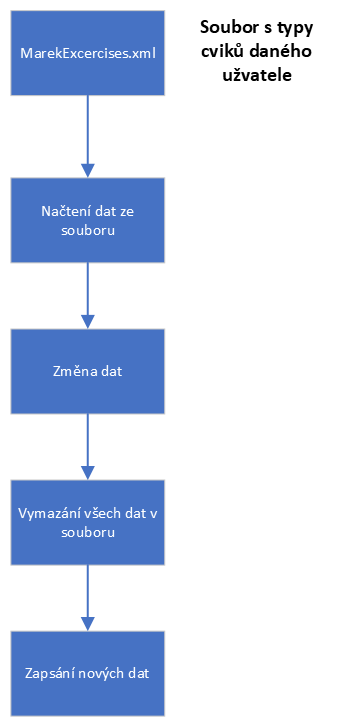 MarekExcercises.xml
Soubor s typy
cviků daného
užvatele
Načtení dat ze
souboru
Změna dat
Vymazání všech dat v
souboru
Zapsání nových dat